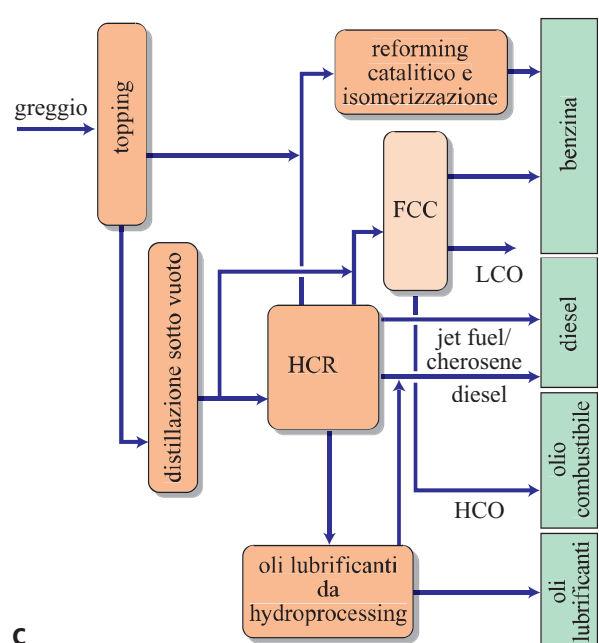 reforming
catalitico e
isomerizzazione
greggio
topping
benzina
FCC
LCO
distillazione sotto vuoto
HCR
jet fuel/
cherosene
diesel
diesel
olio
combustibile
HCO
oli lubrificanti
da
hydroprocessing
oli
lubrificanti
c